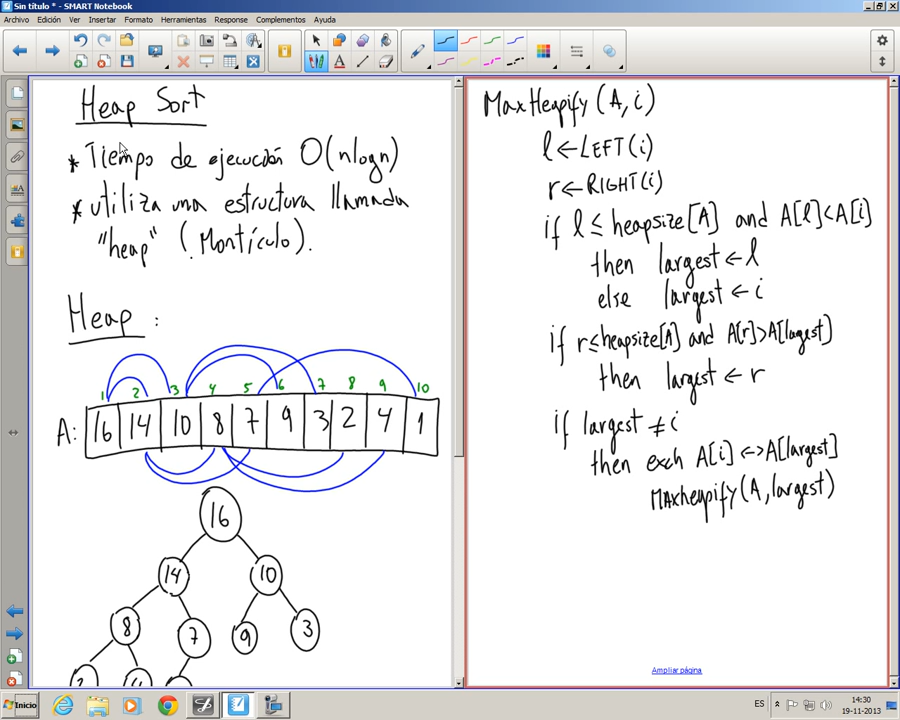 Sin título * - SMART Notebook
Archivo Edición Ver Insertar Formato Herramientas Response Complementos Ayuda
Heap Sort
* Tiempo de ejecución O(nlogn)
* utiliza una estructura llamada
"heap" (Montículo).
Heap :
1 2 3 4 5 6 7 8 9 10
A: 16 14 10 8 7 9 3 2 4 1
16
14 10
8 7 9 3
MaxHeapify (A, i)
l ← LEFT(i)
r ← RIGHT(i)
if l ≤ heapsize[A] and A[l]<A[i]
then largest ← l
else largest ← i
if r≤heapsize[A] and A[r]>A[largest]
then largest ← r
if largest ≠ i
then exch A[i] <-> A[largest]
MAxheapify(A, largest)
Ampliar página
Inicio
ES
14:30
19-11-2013